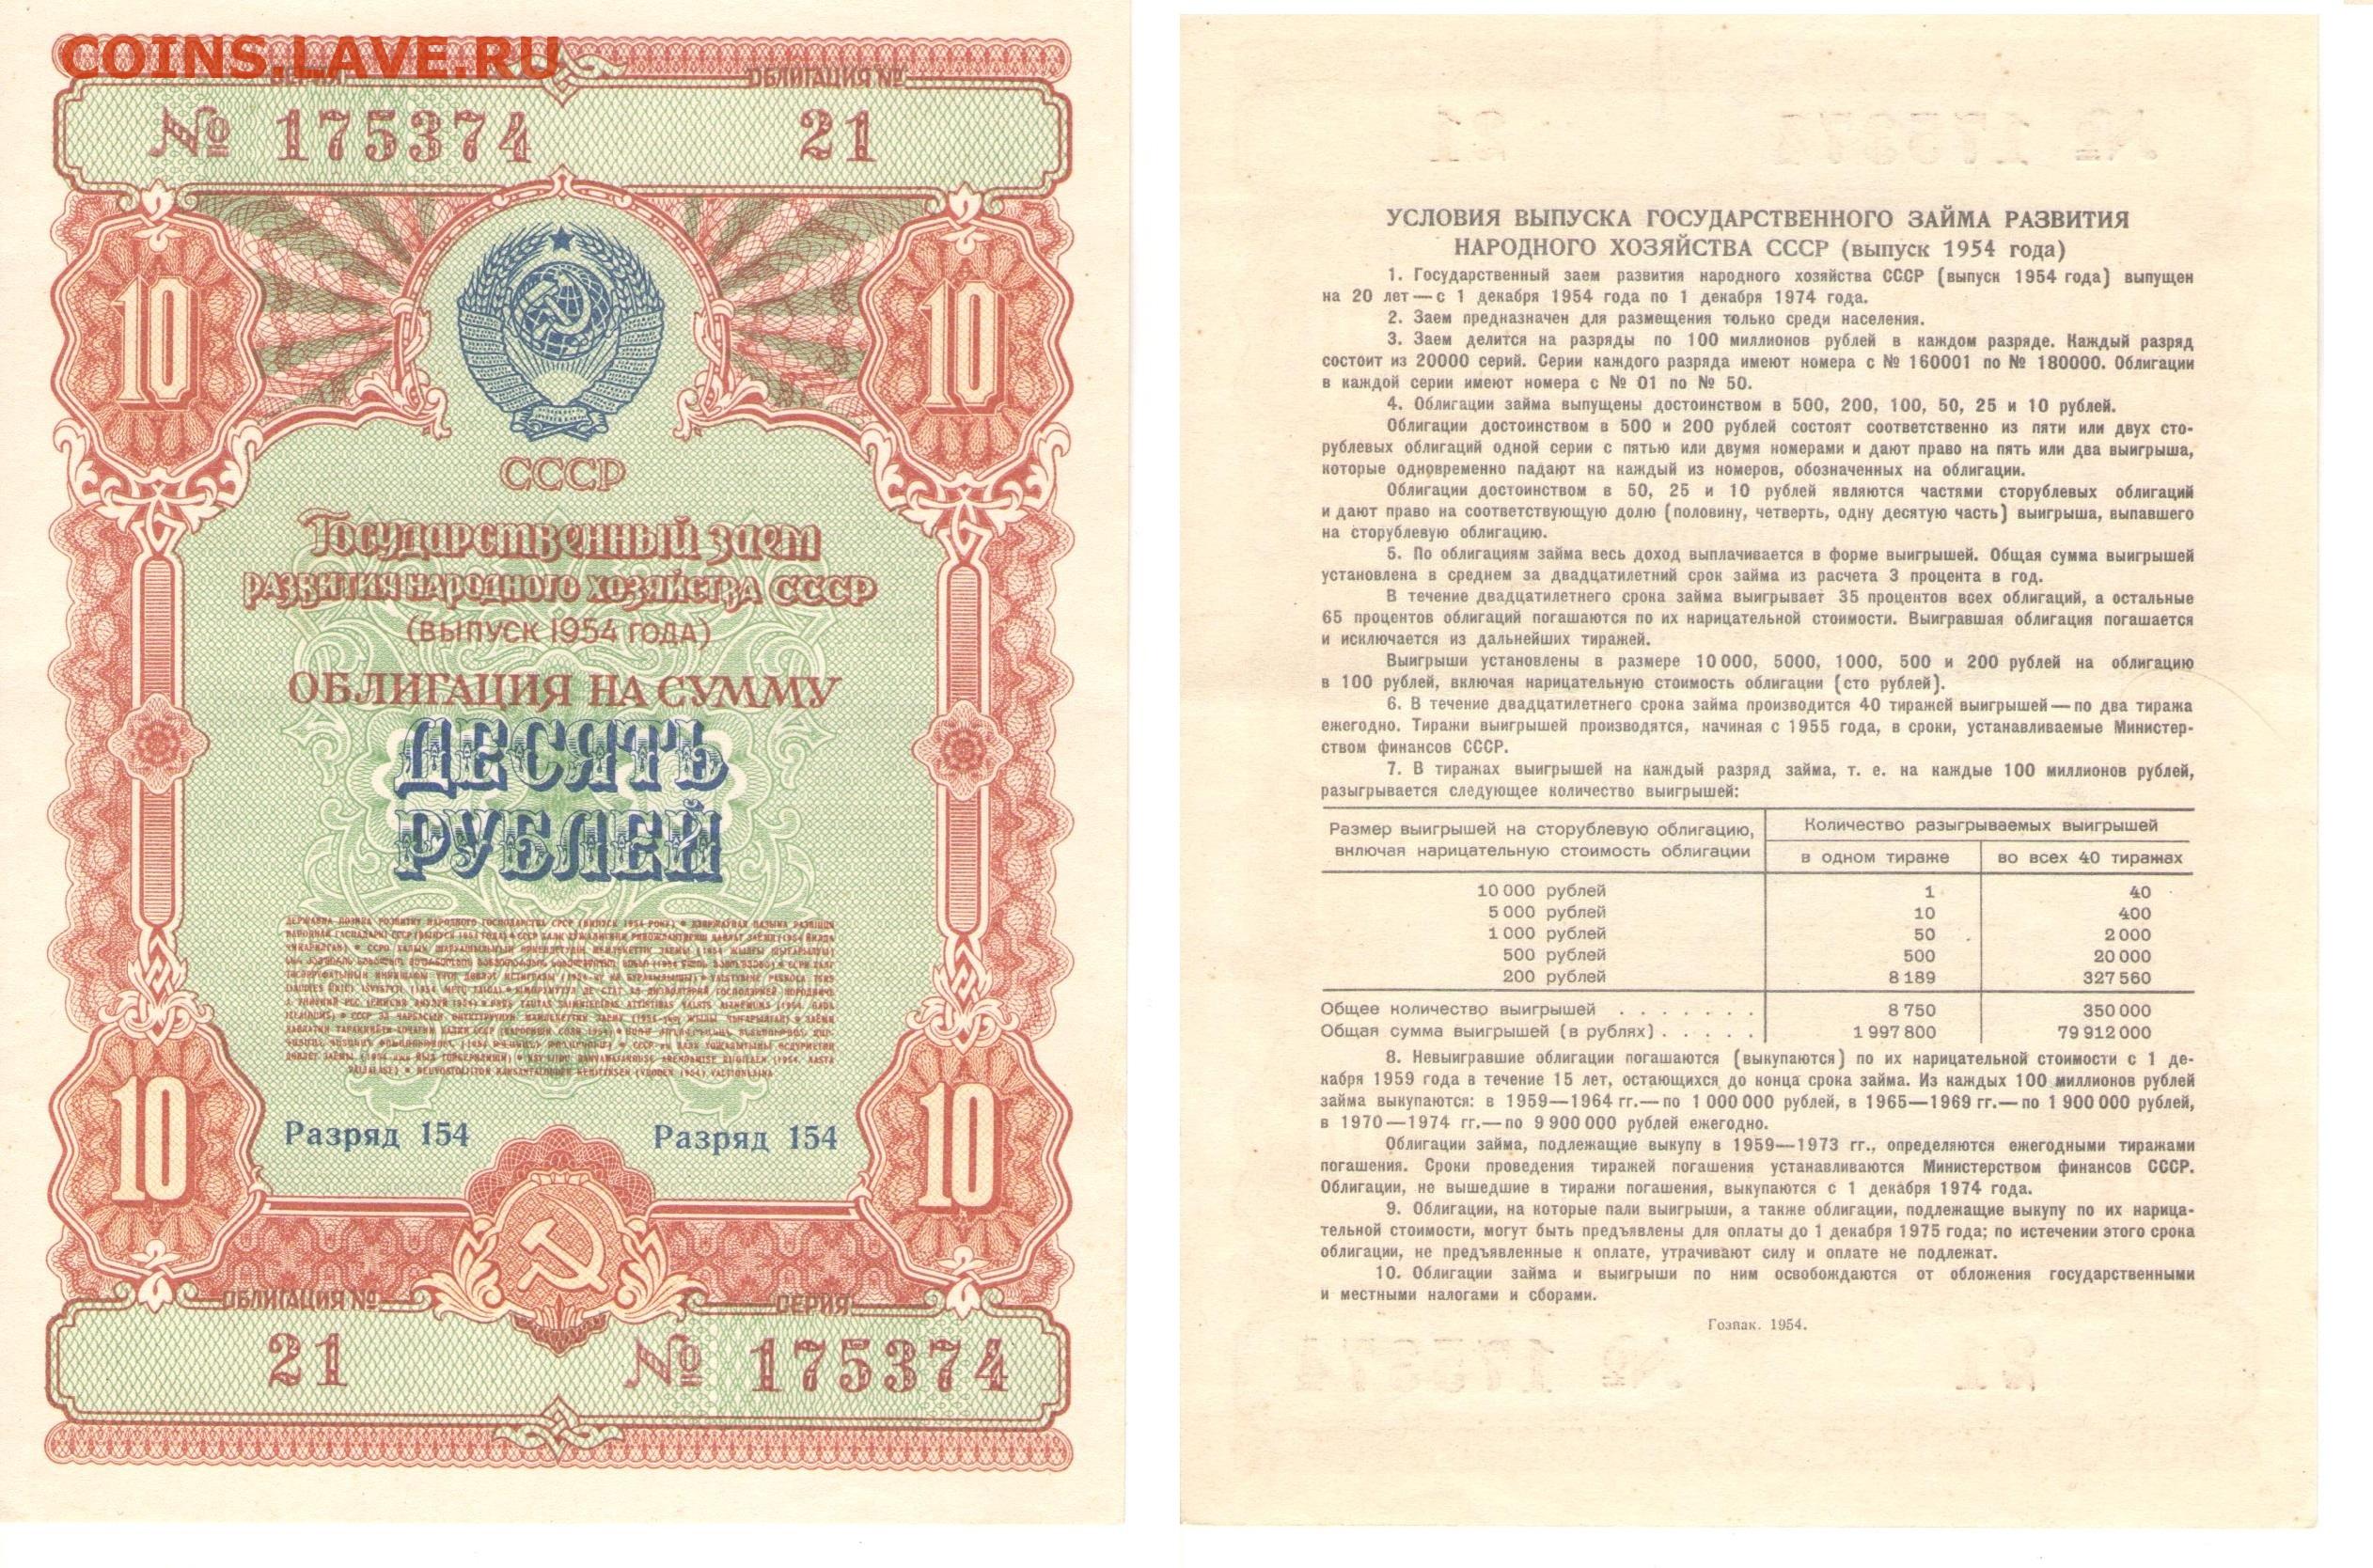 COINS.LAVE.RU
СЕРИЯ ОБЛИГАЦИЯ №
№ 175374 21
10 10
СССР
Государственный заем
РАЗВИТИЯ НАРОДНОГО ХОЗЯЙСТВА СССР
(ВЫПУСК 1954 ГОДА)
ОБЛИГАЦИЯ НА СУММУ
ДЕСЯТЬ
РУБЛЕЙ
Разряд 154 Разряд 154
10 10
ОБЛИГАЦИЯ № СЕРИЯ
21 № 175374
УСЛОВИЯ ВЫПУСКА ГОСУДАРСТВЕННОГО ЗАЙМА РАЗВИТИЯ
НАРОДНОГО ХОЗЯЙСТВА СССР (выпуск 1954 года)
1. Государственный заем развития народного хозяйства СССР (выпуск 1954 года) выпущен
на 20 лет — с 1 декабря 1954 года по 1 декабря 1974 года.
2. Заем предназначен для размещения только среди населения.
3. Заем делится на разряды по 100 миллионов рублей в каждом разряде. Каждый разряд
состоит из 20000 серий. Серии каждого разряда имеют номера с № 160001 по № 180000. Облигации
в каждой серии имеют номера с № 01 по № 50.
4. Облигации займа выпущены достоинством в 500, 200, 100, 50, 25 и 10 рублей.
Облигации достоинством в 500 и 200 рублей состоят соответственно из пяти или двух сто-
рублевых облигаций одной серии с пятью или двумя номерами и дают право на пять или два выигрыша,
которые одновременно падают на каждый из номеров, обозначенных на облигации.
Облигации достоинством в 50, 25 и 10 рублей являются частями сторублевых облигаций
и дают право на соответствующую долю (половину, четверть, одну десятую часть) выигрыша, выпавшего
на сторублевую облигацию.
5. По облигациям займа весь доход выплачивается в форме выигрышей. Общая сумма выигрышей
установлена в среднем за двадцатилетний срок займа из расчета 3 процента в год.
В течение двадцатилетнего срока займа выигрывает 35 процентов всех облигаций, а остальные
65 процентов облигаций погашаются по их нарицательной стоимости. Выигравшая облигация погашается
и исключается из дальнейших тиражей.
Выигрыши установлены в размере 10 000, 5000, 1000, 500 и 200 рублей на облигацию
в 100 рублей, включая нарицательную стоимость облигации (сто рублей).
6. В течение двадцатилетнего срока займа производится 40 тиражей выигрышей — по два тиража
ежегодно. Тиражи выигрышей производятся, начиная с 1955 года, в сроки, устанавливаемые Министер-
ством финансов СССР.
7. В тиражах выигрышей на каждый разряд займа, т. е. на каждые 100 миллионов рублей,
разыгрывается следующее количество выигрышей:
Размер выигрышей на сторублевую облигацию, Количество разыгрываемых выигрышей
включая нарицательную стоимость облигации в одном тираже во всех 40 тиражах
10 000 рублей 1 40
5 000 рублей 10 400
1 000 рублей 50 2 000
500 рублей 500 20 000
200 рублей 8 189 327 560
Общее количество выигрышей . . . . . . . 8 750 350 000
Общая сумма выигрышей (в рублях) . . . . . 1 997 800 79 912 000
8. Невыигравшие облигации погашаются (выкупаются) по их нарицательной стоимости с 1 де-
кабря 1959 года в течение 15 лет, остающихся до конца срока займа. Из каждых 100 миллионов рублей
займа выкупаются: в 1959—1964 гг.— по 1 000 000 рублей, в 1965—1969 гг.— по 1 900 000 рублей,
в 1970—1974 гг.— по 9 900 000 рублей ежегодно.
Облигации займа, подлежащие выкупу в 1959—1973 гг., определяются ежегодными тиражами
погашения. Сроки проведения тиражей погашения устанавливаются Министерством финансов СССР.
Облигации, не вышедшие в тиражи погашения, выкупаются с 1 декабря 1974 года.
9. Облигации, на которые пали выигрыши, а также облигации, подлежащие выкупу по их нарица-
тельной стоимости, могут быть предъявлены для оплаты до 1 декабря 1975 года; по истечении этого срока
облигации, не предъявленные к оплате, утрачивают силу и оплате не подлежат.
10. Облигации займа и выигрыши по ним освобождаются от обложения государственными
и местными налогами и сборами.
Гознак. 1954.